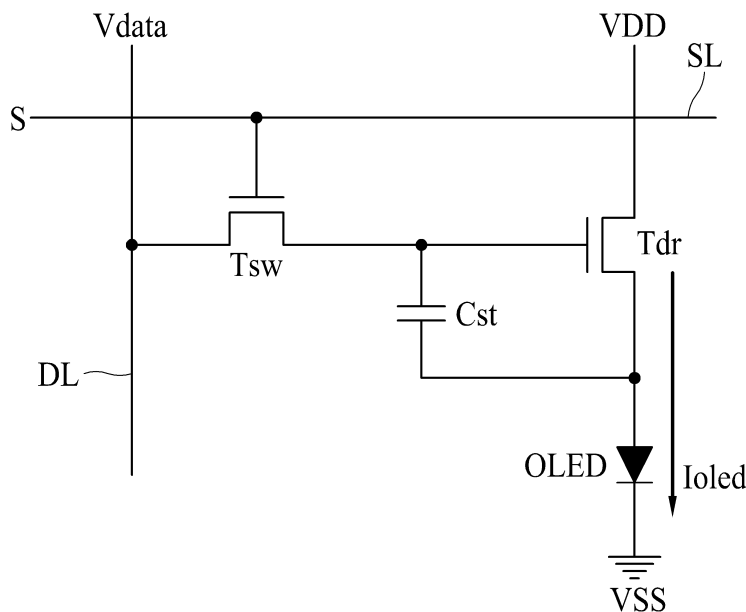 Vdata
VDD
SL
S
Tdr
Tsw
Cst
DL
OLED
Ioled
VSS